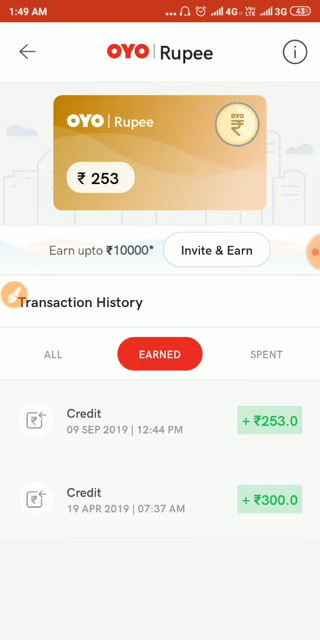 1:49 AM ... 4G VoLTE 3G 43
OYO | Rupee
OYO | Rupee
₹
₹ 253
Earn upto ₹10000* Invite & Earn
Transaction History
ALL EARNED SPENT
Credit
09 SEP 2019 | 12:44 PM
+ ₹253.0
Credit
19 APR 2019 | 07:37 AM
+ ₹300.0